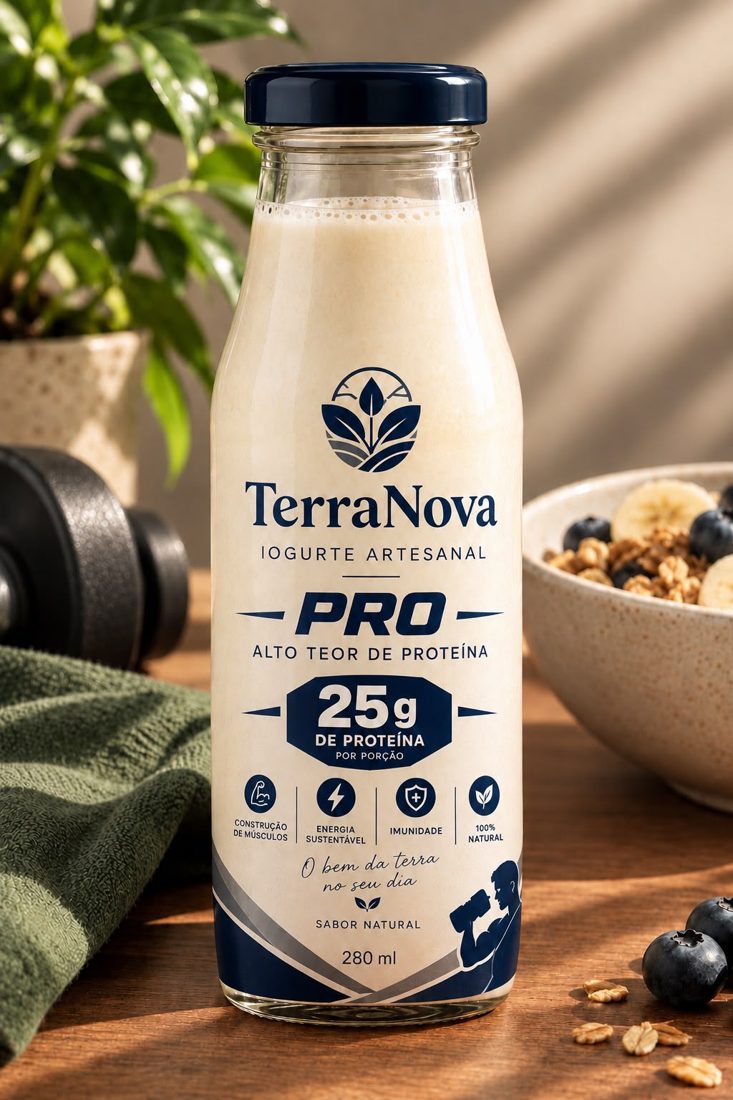 TerraNova
IOGURTE ARTESANAL
PRO
ALTO TEOR DE PROTEÍNA
25g
DE PROTEÍNA
POR PORÇÃO
CONSTRUÇÃO
DE MÚSCULOS
ENERGIA
SUSTENTÁVEL
IMUNIDADE
100%
NATURAL
O bem da terra
no seu dia
SABOR NATURAL
280 ml